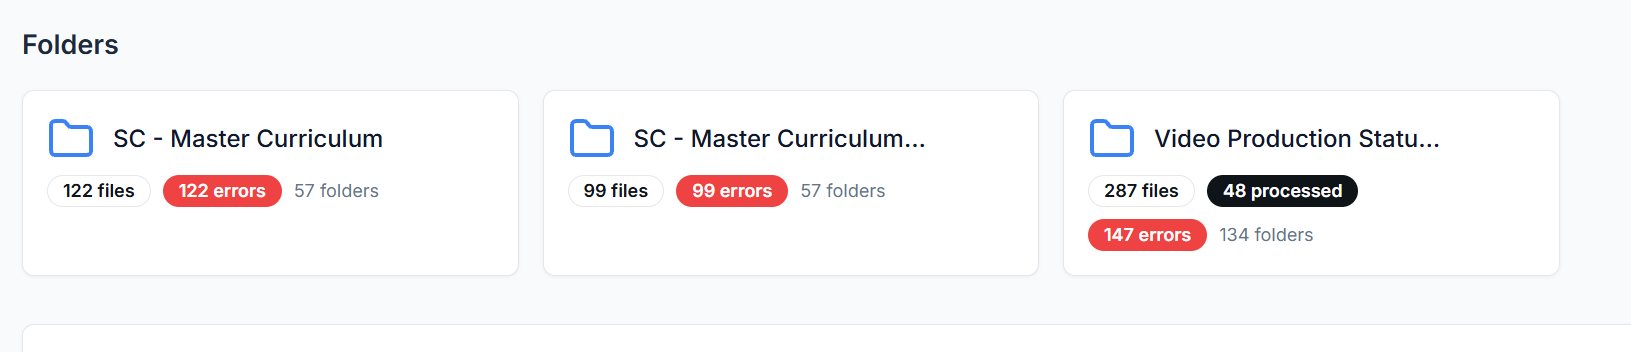 Folders
SC - Master Curriculum
122 files 122 errors 57 folders
SC - Master Curriculum...
99 files 99 errors 57 folders
Video Production Statu...
287 files 48 processed
147 errors 134 folders